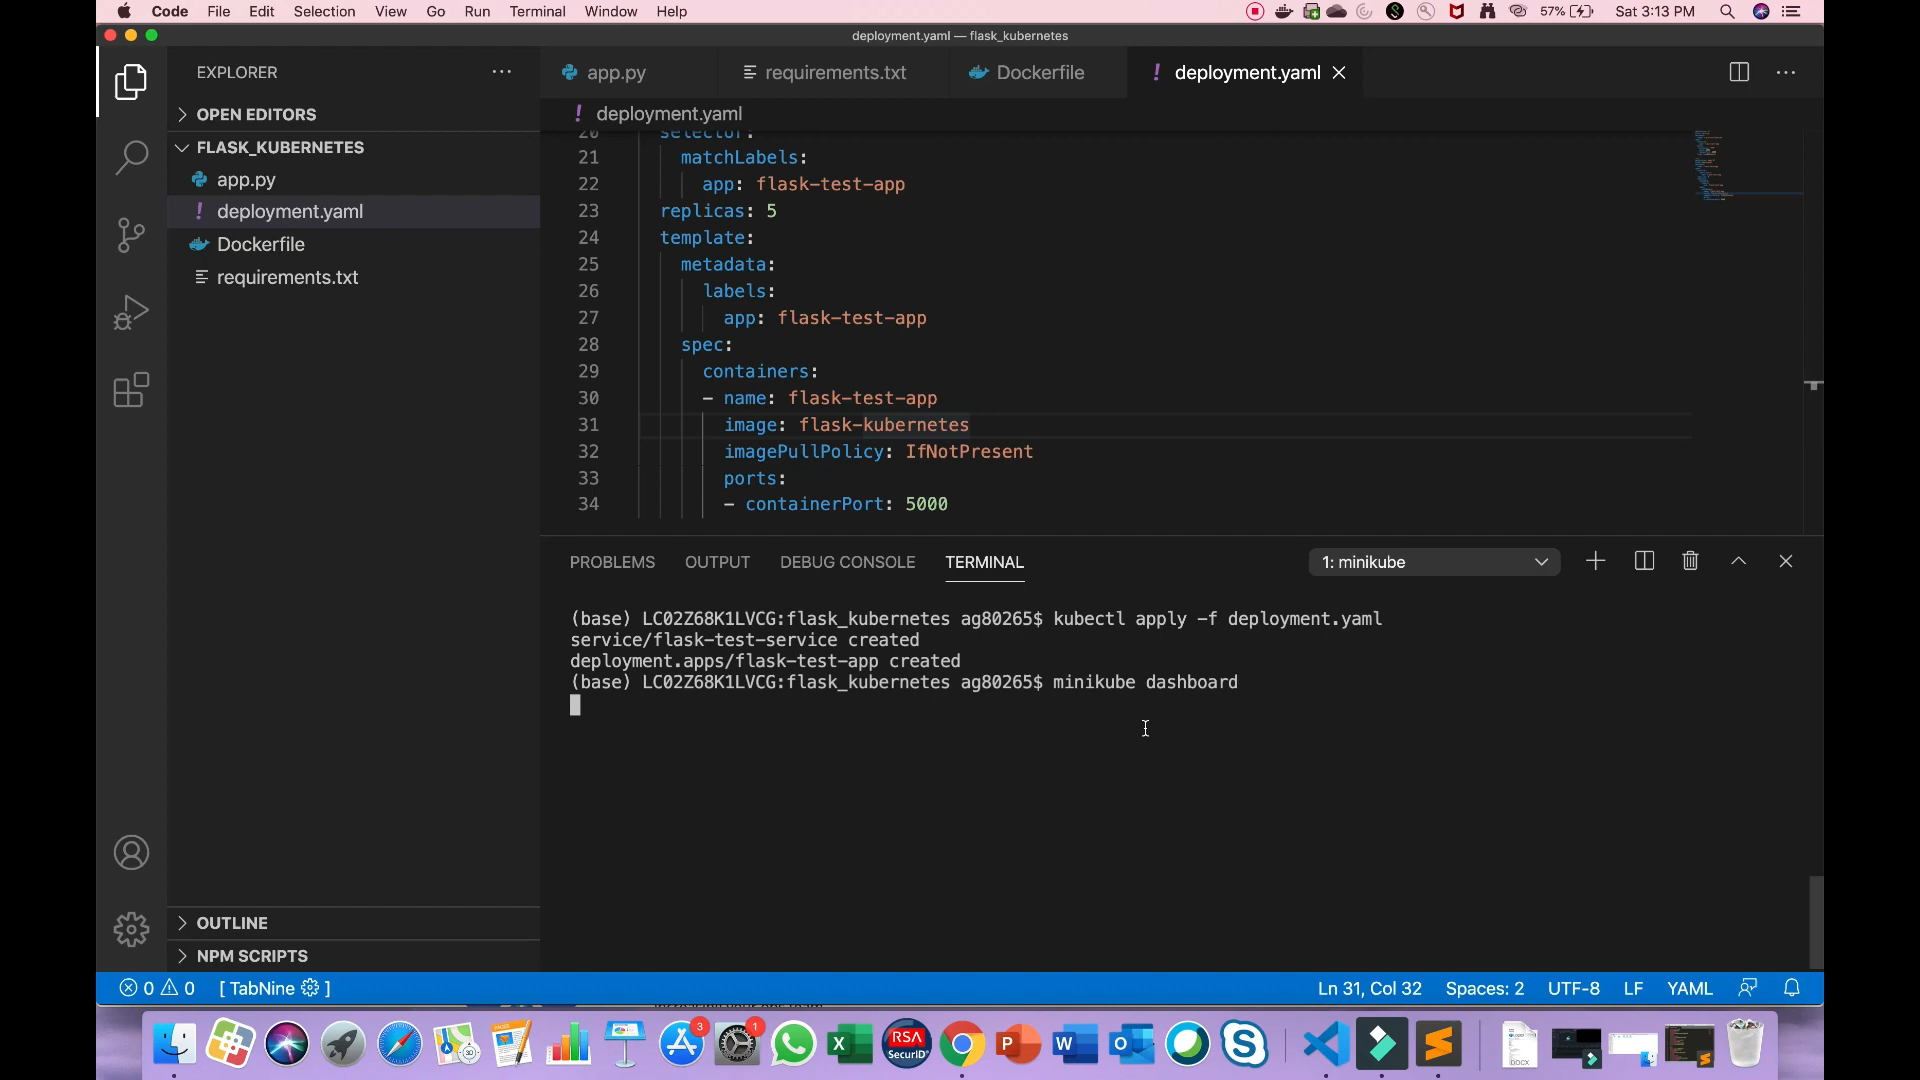 Code File Edit Selection View Go Run Terminal Window Help 57% Sat 3:13 PM
deployment.yaml — flask_kubernetes
EXPLORER
OPEN EDITORS
FLASK_KUBERNETES
app.py
deployment.yaml
Dockerfile
requirements.txt
OUTLINE
NPM SCRIPTS
app.py requirements.txt Dockerfile ! deployment.yaml
! deployment.yaml
20 selector:
21 matchLabels:
22 app: flask-test-app
23 replicas: 5
24 template:
25 metadata:
26 labels:
27 app: flask-test-app
28 spec:
29 containers:
30 - name: flask-test-app
31 image: flask-kubernetes
32 imagePullPolicy: IfNotPresent
33 ports:
34 - containerPort: 5000
PROBLEMS OUTPUT DEBUG CONSOLE TERMINAL 1: minikube
(base) LC02Z68K1LVCG:flask_kubernetes ag80265$ kubectl apply -f deployment.yaml
service/flask-test-service created
deployment.apps/flask-test-app created
(base) LC02Z68K1LVCG:flask_kubernetes ag80265$ minikube dashboard
0 0 [ TabNine ] Ln 31, Col 32 Spaces: 2 UTF-8 LF YAML
3 1 RSA SecurID